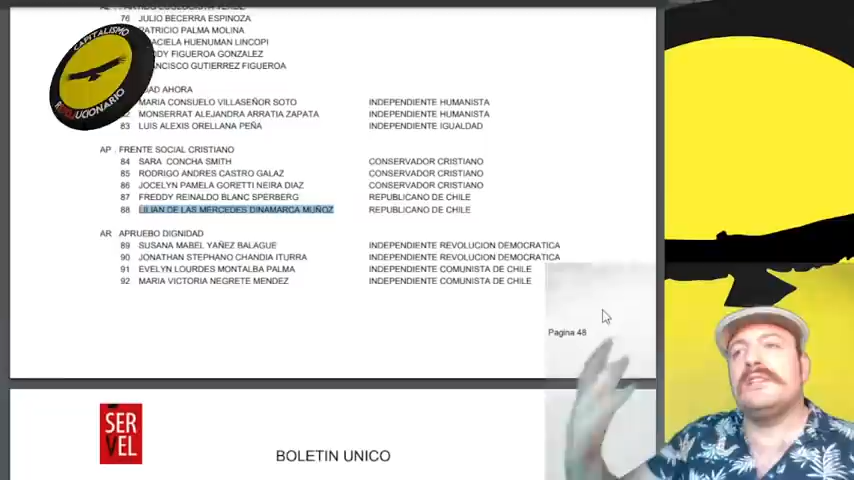 76 JULIO BECERRA ESPINOZA
PATRICIO PALMA MOLINA
HUENUMAN LINCOPI
FIGUEROA GONZALEZ
FRANCISCO GUTIERREZ FIGUEROA
CAPITALISMO
REVOLUCIONARIO
AHORA
MARIA CONSUELO VILLASEÑOR SOTO INDEPENDIENTE HUMANISTA
MONSERRAT ALEJANDRA ARRATIA ZAPATA INDEPENDIENTE HUMANISTA
83 LUIS ALEXIS ORELLANA PEÑA INDEPENDIENTE IGUALDAD
AP . FRENTE SOCIAL CRISTIANO
84 SARA CONCHA SMITH CONSERVADOR CRISTIANO
85 RODRIGO ANDRES CASTRO GALAZ CONSERVADOR CRISTIANO
86 JOCELYN PAMELA GORETTI NEIRA DIAZ CONSERVADOR CRISTIANO
87 FREDDY REINALDO BLANC SPERBERG REPUBLICANO DE CHILE
88 LILIAN DE LAS MERCEDES DINAMARCA MUÑOZ REPUBLICANO DE CHILE
AR APRUEBO DIGNIDAD
89 SUSANA MABEL YAÑEZ BALAGUE INDEPENDIENTE REVOLUCION DEMOCRATICA
90 JONATHAN STEPHANO CHANDIA ITURRA INDEPENDIENTE REVOLUCION DEMOCRATICA
91 EVELYN LOURDES MONTALBA PALMA INDEPENDIENTE COMUNISTA DE CHILE
92 MARIA VICTORIA NEGRETE MENDEZ INDEPENDIENTE COMUNISTA DE CHILE
Pagina 48
SER
VEL
BOLETIN UNICO